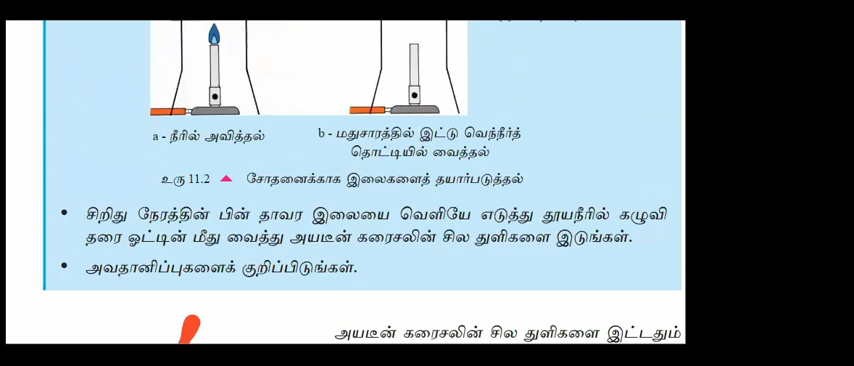 a - நீரில் அவித்தல்
b - மதுசாரத்தில் இட்டு வெந்நீர்த்
தொட்டியில் வைத்தல்
உரு 11.2 சோதனைக்காக இலைகளைத் தயார்படுத்தல்
• சிறிது நேரத்தின் பின் தாவர இலையை வெளியே எடுத்து தூயநீரில் கழுவி
தரை ஓட்டின் மீது வைத்து அயடீன் கரைசலின் சில துளிகளை இடுங்கள்.
• அவதானிப்புகளைக் குறிப்பிடுங்கள்.
அயடீன் கரைசலின் சில துளிகளை இட்டதும்